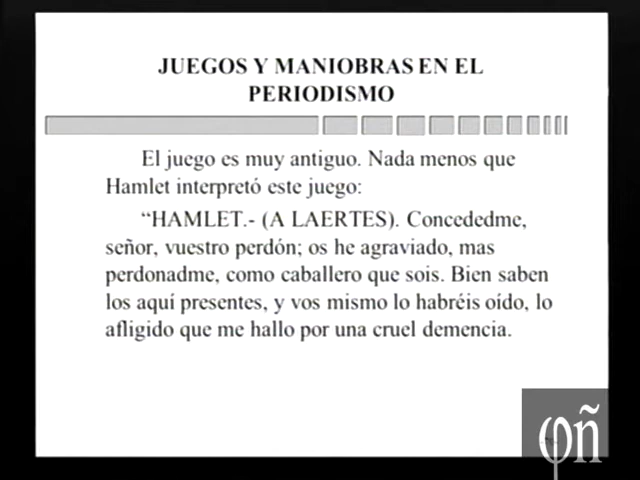 JUEGOS Y MANIOBRAS EN EL
PERIODISMO
El juego es muy antiguo. Nada menos que
Hamlet interpretó este juego:
“HAMLET.- (A LAERTES). Concededme,
señor, vuestro perdón; os he agraviado, mas
perdonadme, como caballero que sois. Bien saben
los aquí presentes, y vos mismo lo habréis oído, lo
afligido que me hallo por una cruel demencia.
φñ